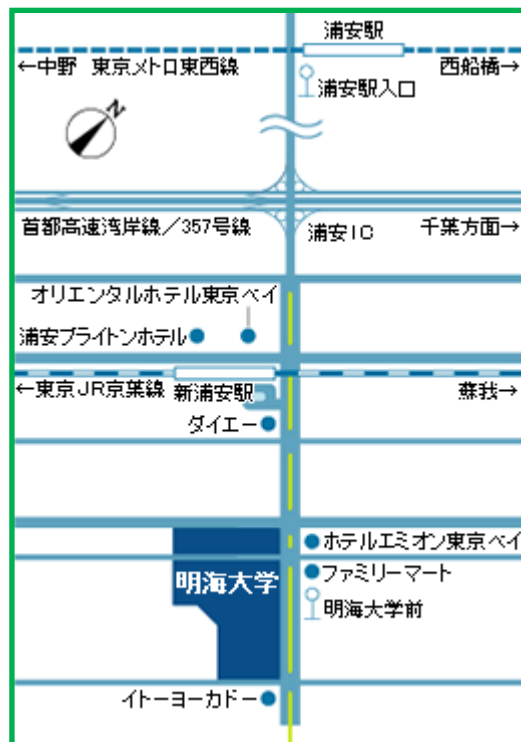 浦安駅
←中野 東京メトロ東西線
西船橋→
浦安駅入口
N
首都高速湾岸線／357号線
浦安IC
千葉方面→
オリエンタルホテル東京ベイ
浦安ブライトンホテル
←東京JR京葉線
新浦安駅
蘇我→
ダイエー
ホテルエミオン東京ベイ
明海大学
ファミリーマート
明海大学前
イトーヨーカドー